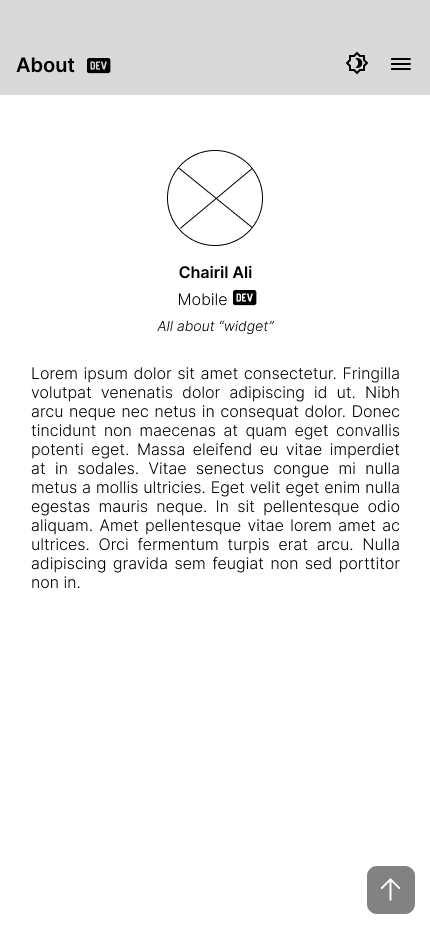 About DEV
Chairil Ali
Mobile DEV
All about “widget”
Lorem ipsum dolor sit amet consectetur. Fringilla
volutpat venenatis dolor adipiscing id ut. Nibh
arcu neque nec netus in consequat dolor. Donec
tincidunt non maecenas at quam eget convallis
potenti eget. Massa eleifend eu vitae imperdiet
at in sodales. Vitae senectus congue mi nulla
metus a mollis ultricies. Eget velit eget enim nulla
egestas mauris neque. In sit pellentesque odio
aliquam. Amet pellentesque vitae lorem amet ac
ultrices. Orci fermentum turpis erat arcu. Nulla
adipiscing gravida sem feugiat non sed porttitor
non in.